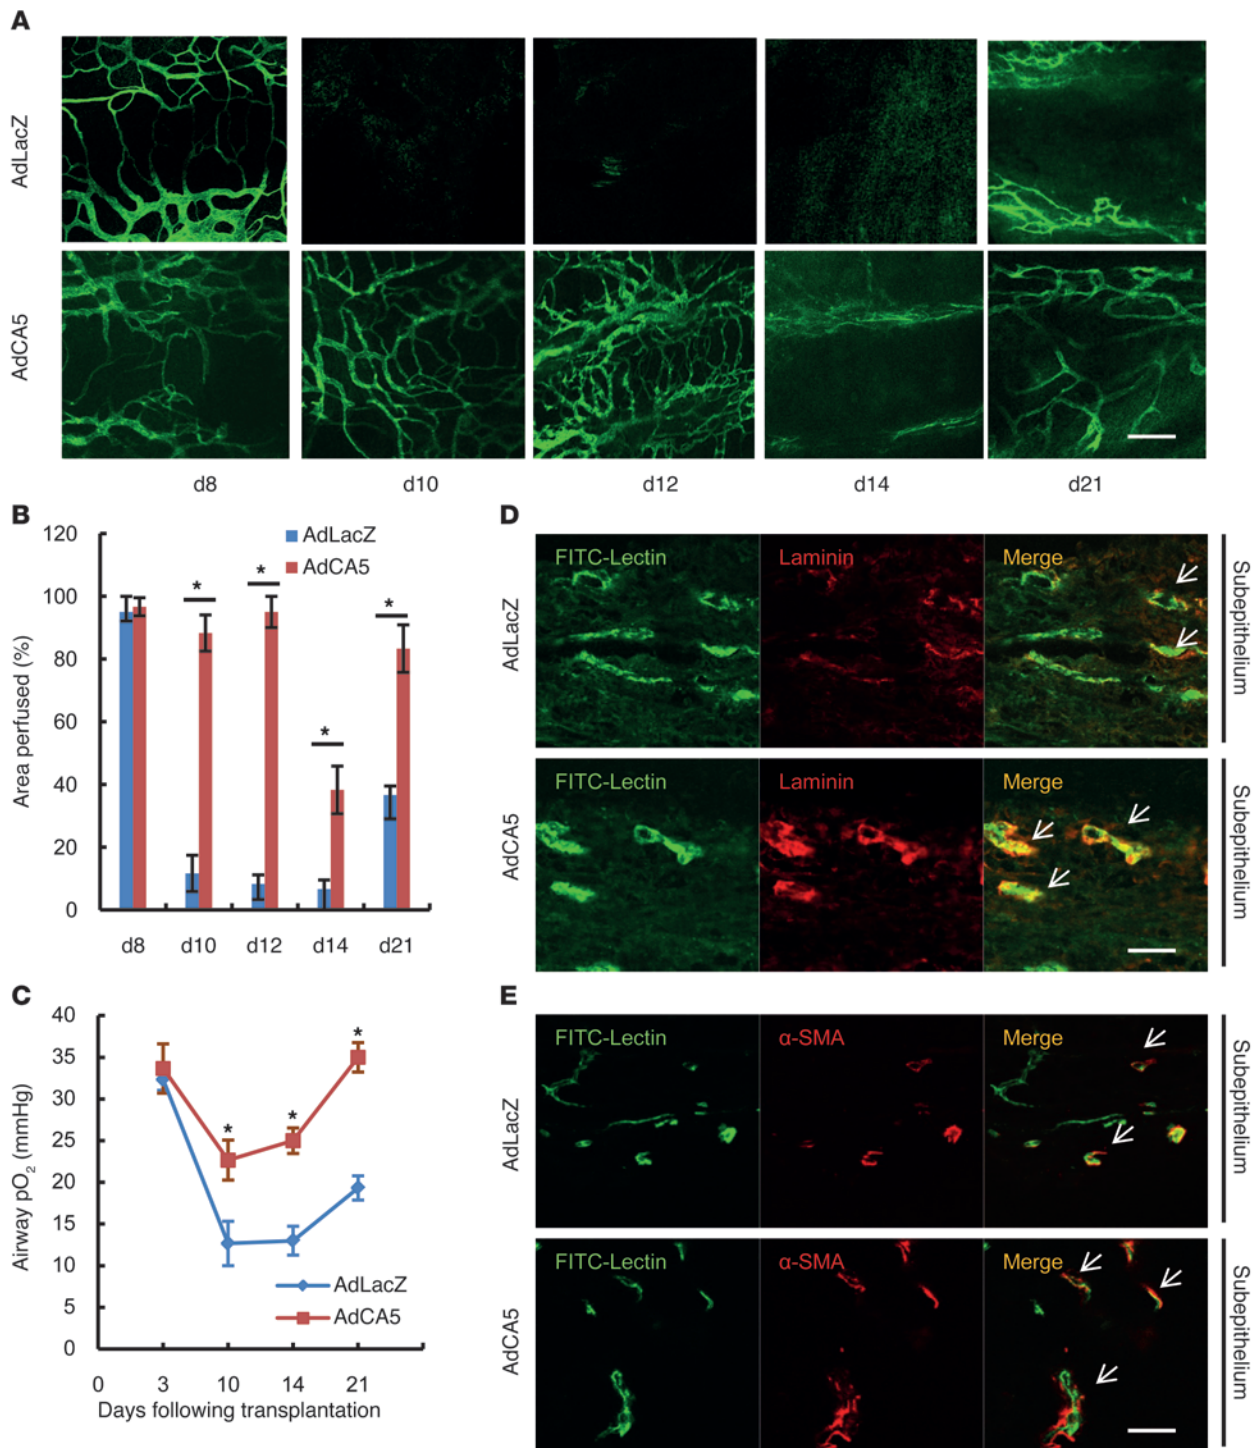 A
AdLacZ
AdCA5
d8 d10 d12 d14 d21
B
120
100
80
60
40
20
0
Area perfused (%)
AdLacZ
AdCA5
*
*
*
*
d8 d10 d12 d14 d21
C
40
35
30
25
20
15
10
5
0
Airway pO₂ (mmHg)
*
*
*
AdLacZ
AdCA5
0 3 10 14 21
Days following transplantation
D
FITC-Lectin Laminin Merge
AdLacZ
Subepithelium
FITC-Lectin Laminin Merge
AdCA5
Subepithelium
E
FITC-Lectin α-SMA Merge
AdLacZ
Subepithelium
FITC-Lectin α-SMA Merge
AdCA5
Subepithelium